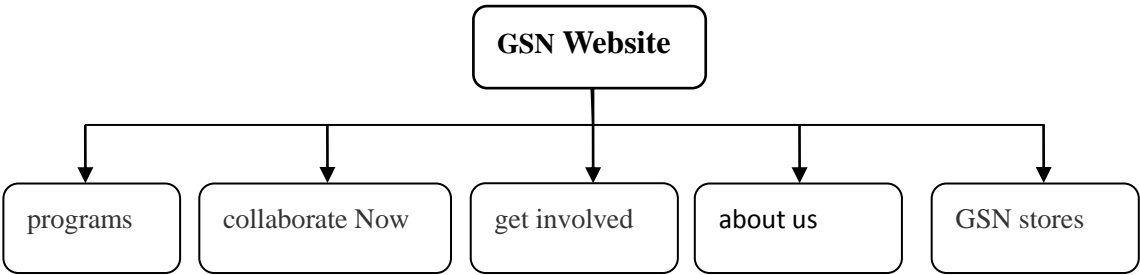 GSN Website
programs
collaborate Now
get involved
about us
GSN stores